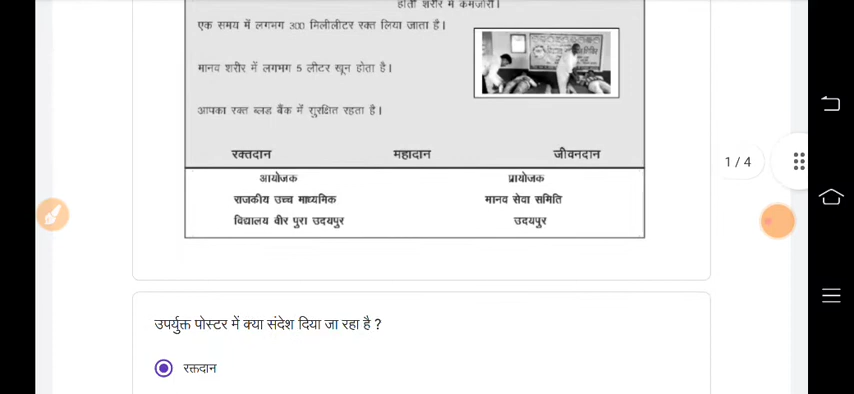 होती शरीर में कमजोरी।
एक समय में लगभग 300 मिलीलीटर रक्त लिया जाता है।
मानव शरीर में लगभग 5 लीटर खून होता है।
आपका रक्त ब्लड बैंक में सुरक्षित रहता है।
रक्तदान महादान जीवनदान
आयोजक प्रायोजक
राजकीय उच्च माध्यमिक मानव सेवा समिति
विद्यालय वीर पुरा उदयपुर उदयपुर
1 / 4
उपर्युक्त पोस्टर में क्या संदेश दिया जा रहा है ?
रक्तदान